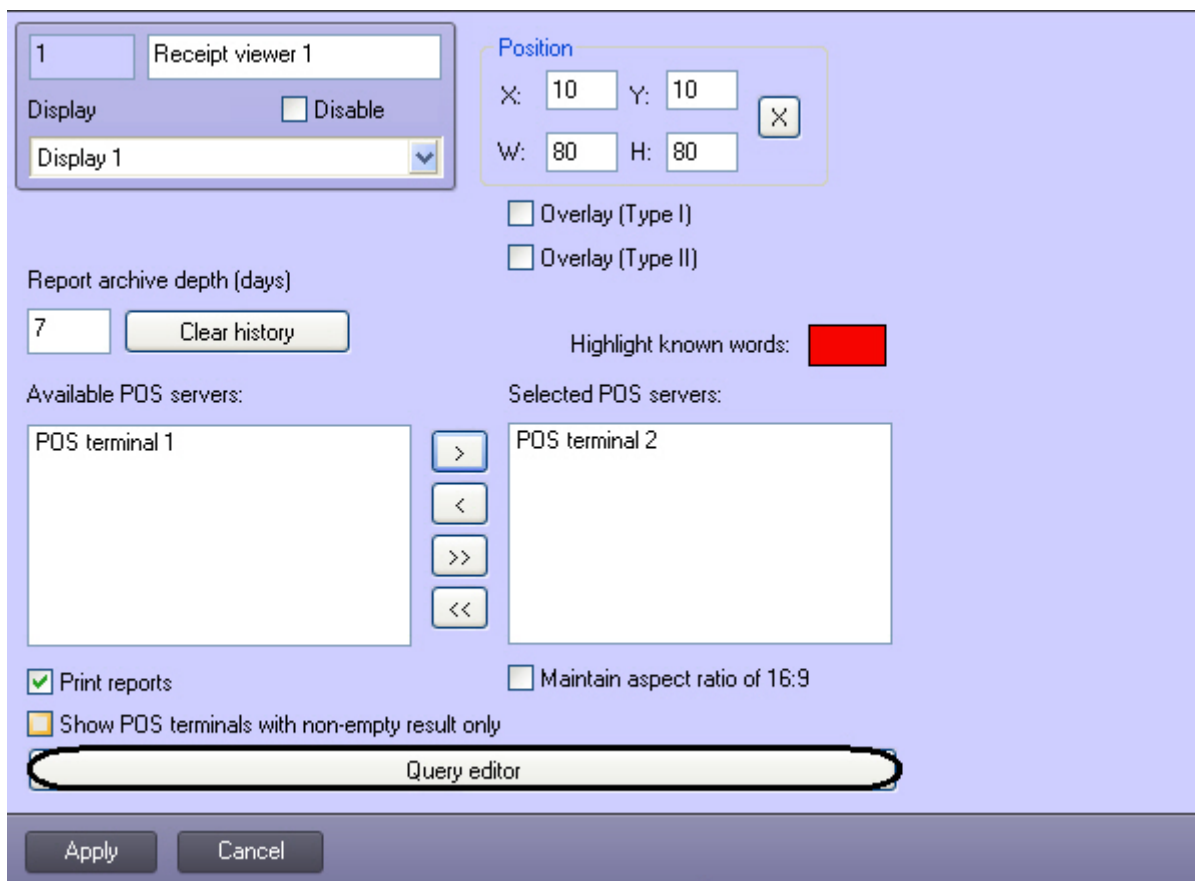 1
Receipt viewer 1
Display
Disable
Display 1
Position
X: 10 Y: 10
X
W: 80 H: 80
Overlay (Type I)
Overlay (Type II)
Report archive depth (days)
7
Clear history
Highlight known words:
Available POS servers:
Selected POS servers:
POS terminal 1
POS terminal 2
>
<
>>
<<
Print reports
Maintain aspect ratio of 16:9
Show POS terminals with non-empty result only
Query editor
Apply
Cancel